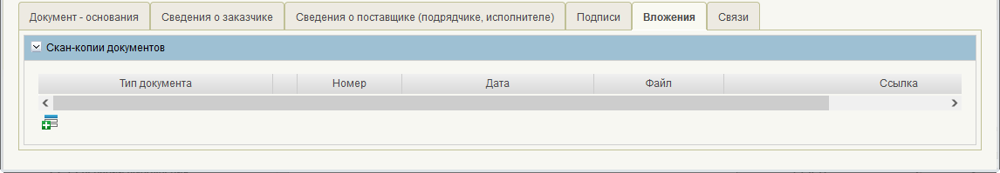 Документ - основания Сведения о заказчике Сведения о поставщике (подрядчике, исполнителе) Подписи Вложения Связи
Скан-копии документов
Тип документа Номер Дата Файл Ссылка